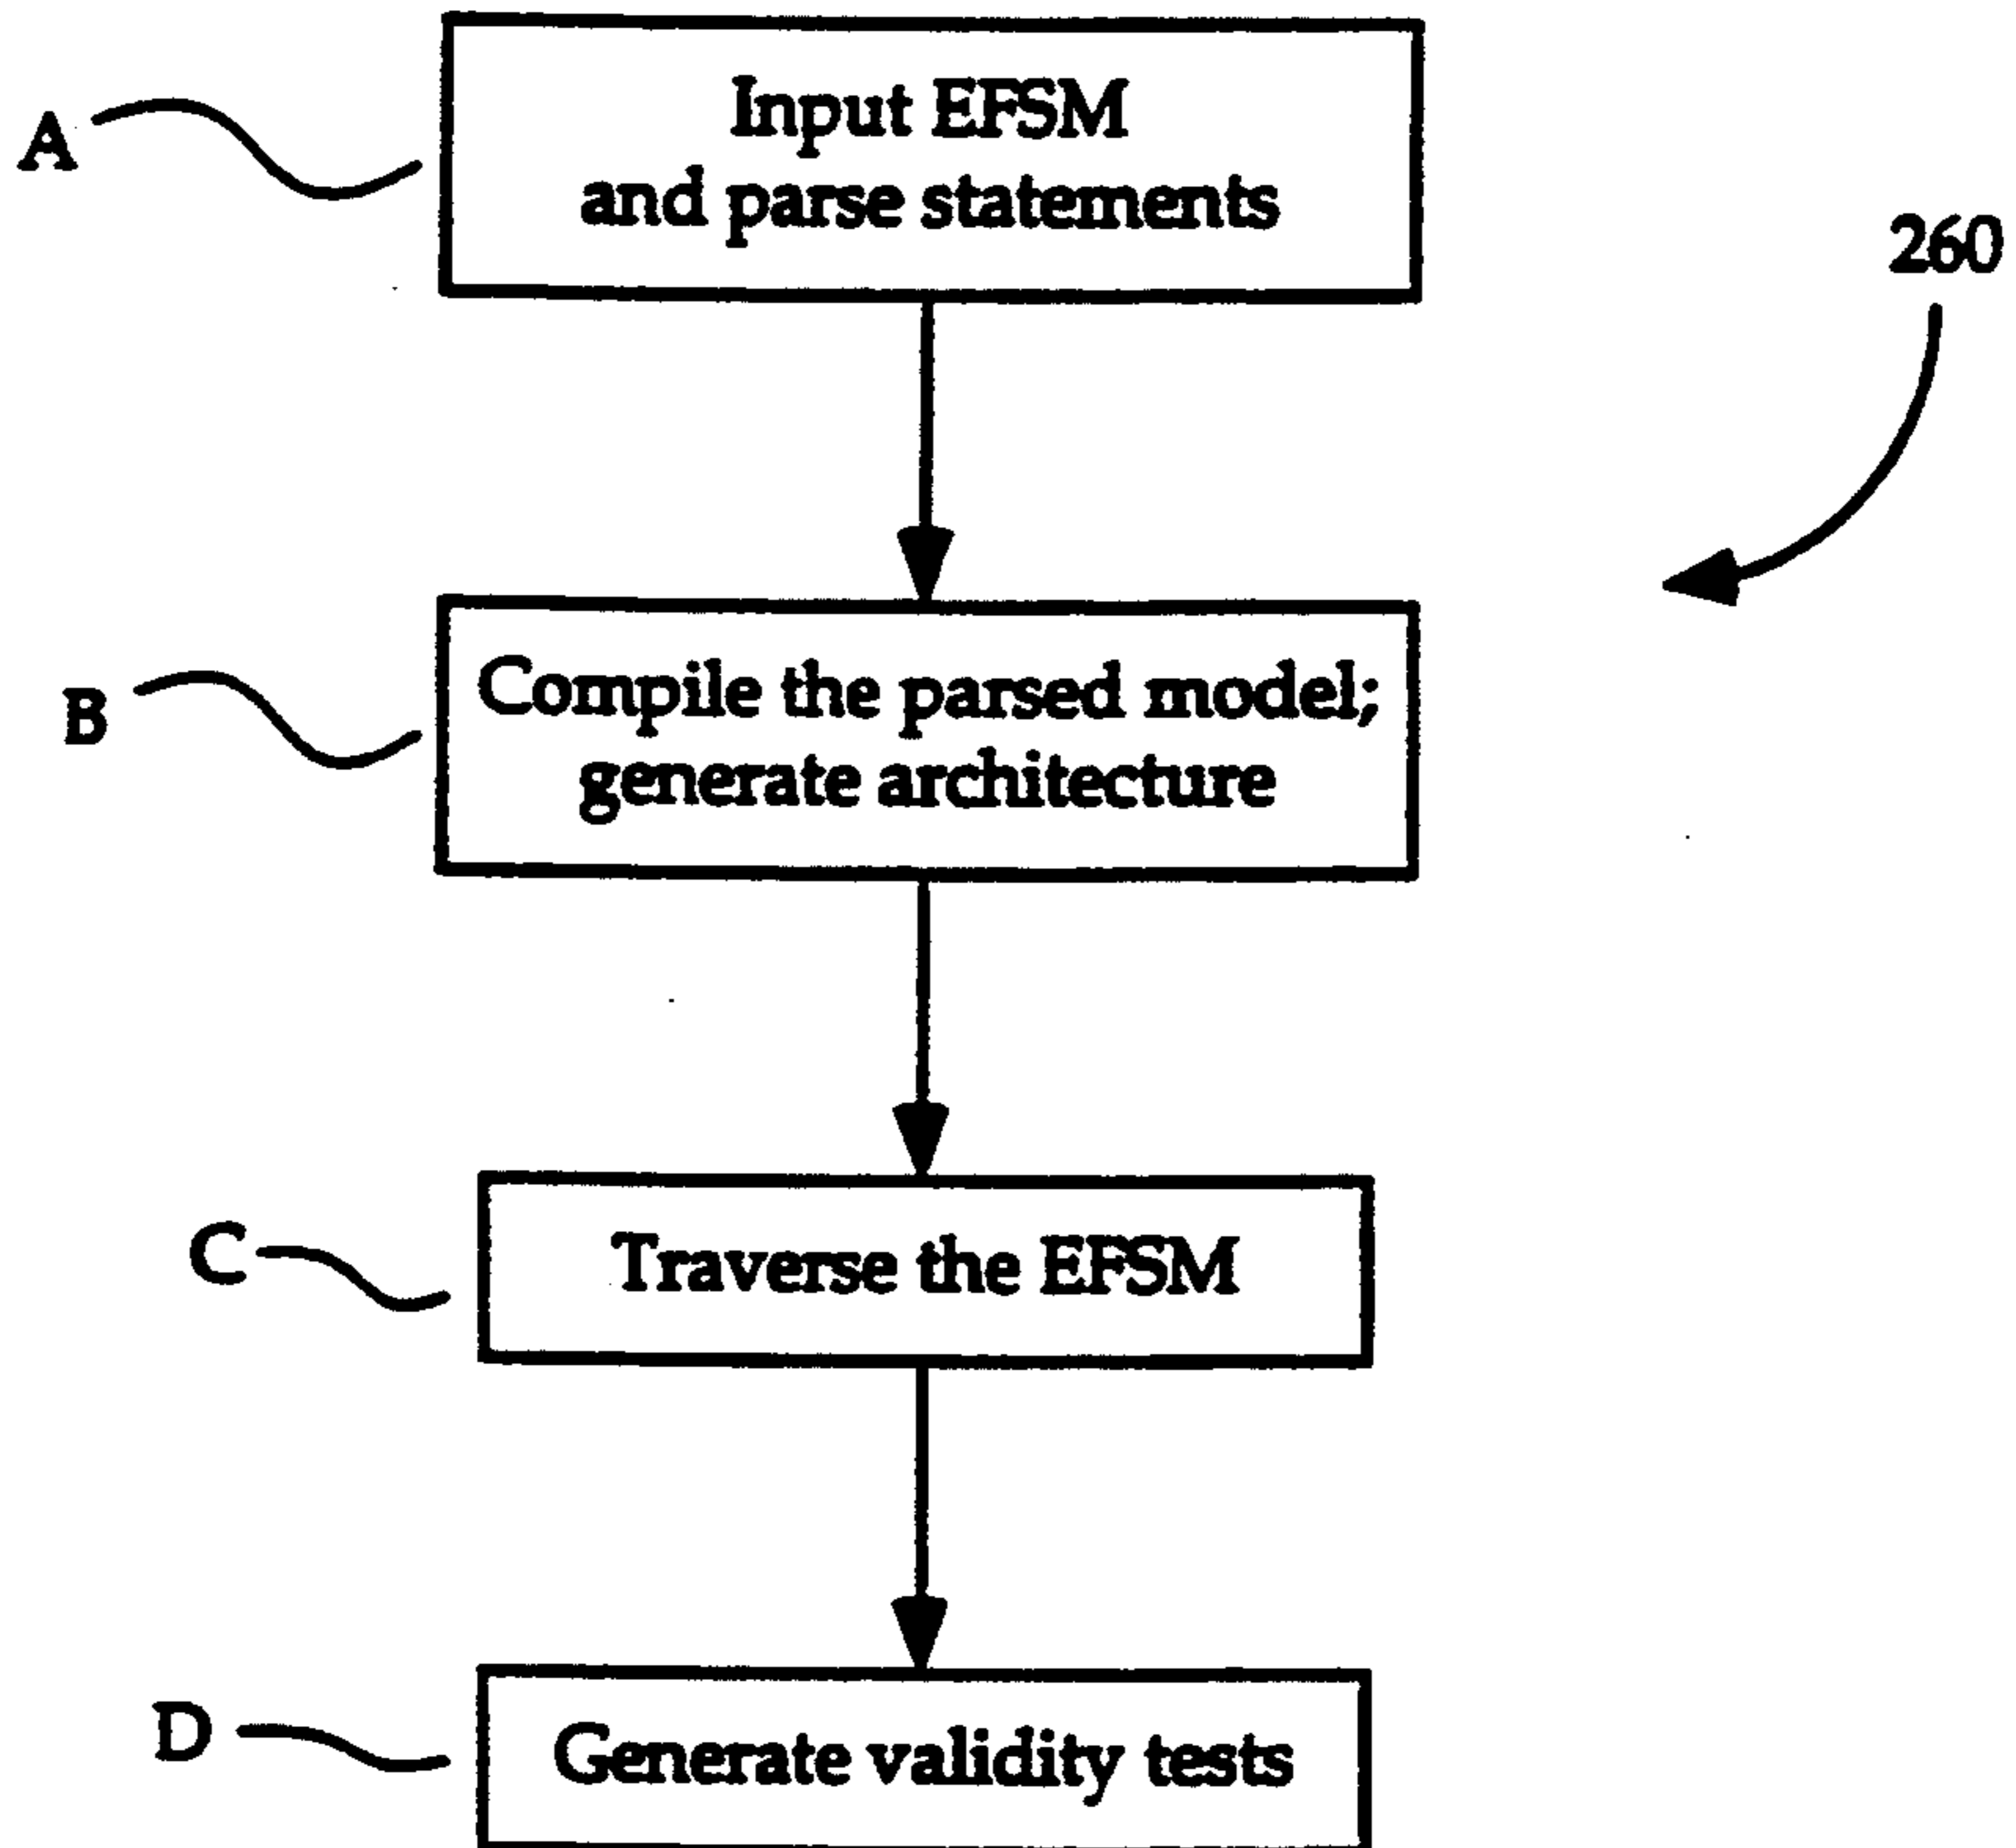 A
Input EFSM
and parse statements
260
B
Compile the parsed model;
generate architecture
C
Traverse the EFSM
D
Generate validity tests